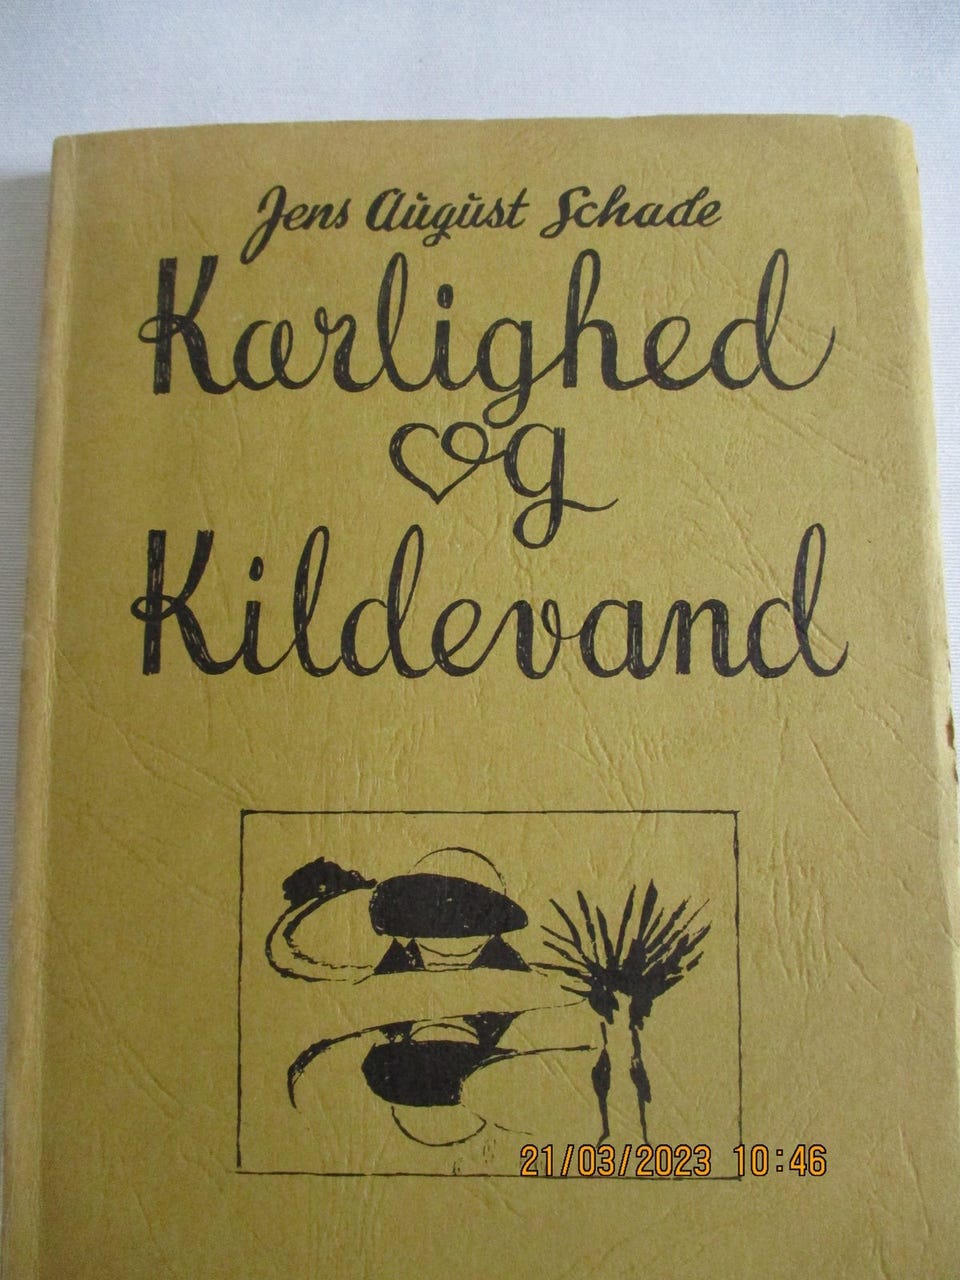 Jens August Schade
Kærlighed
og
Kildevand
21/03/2023 10:46